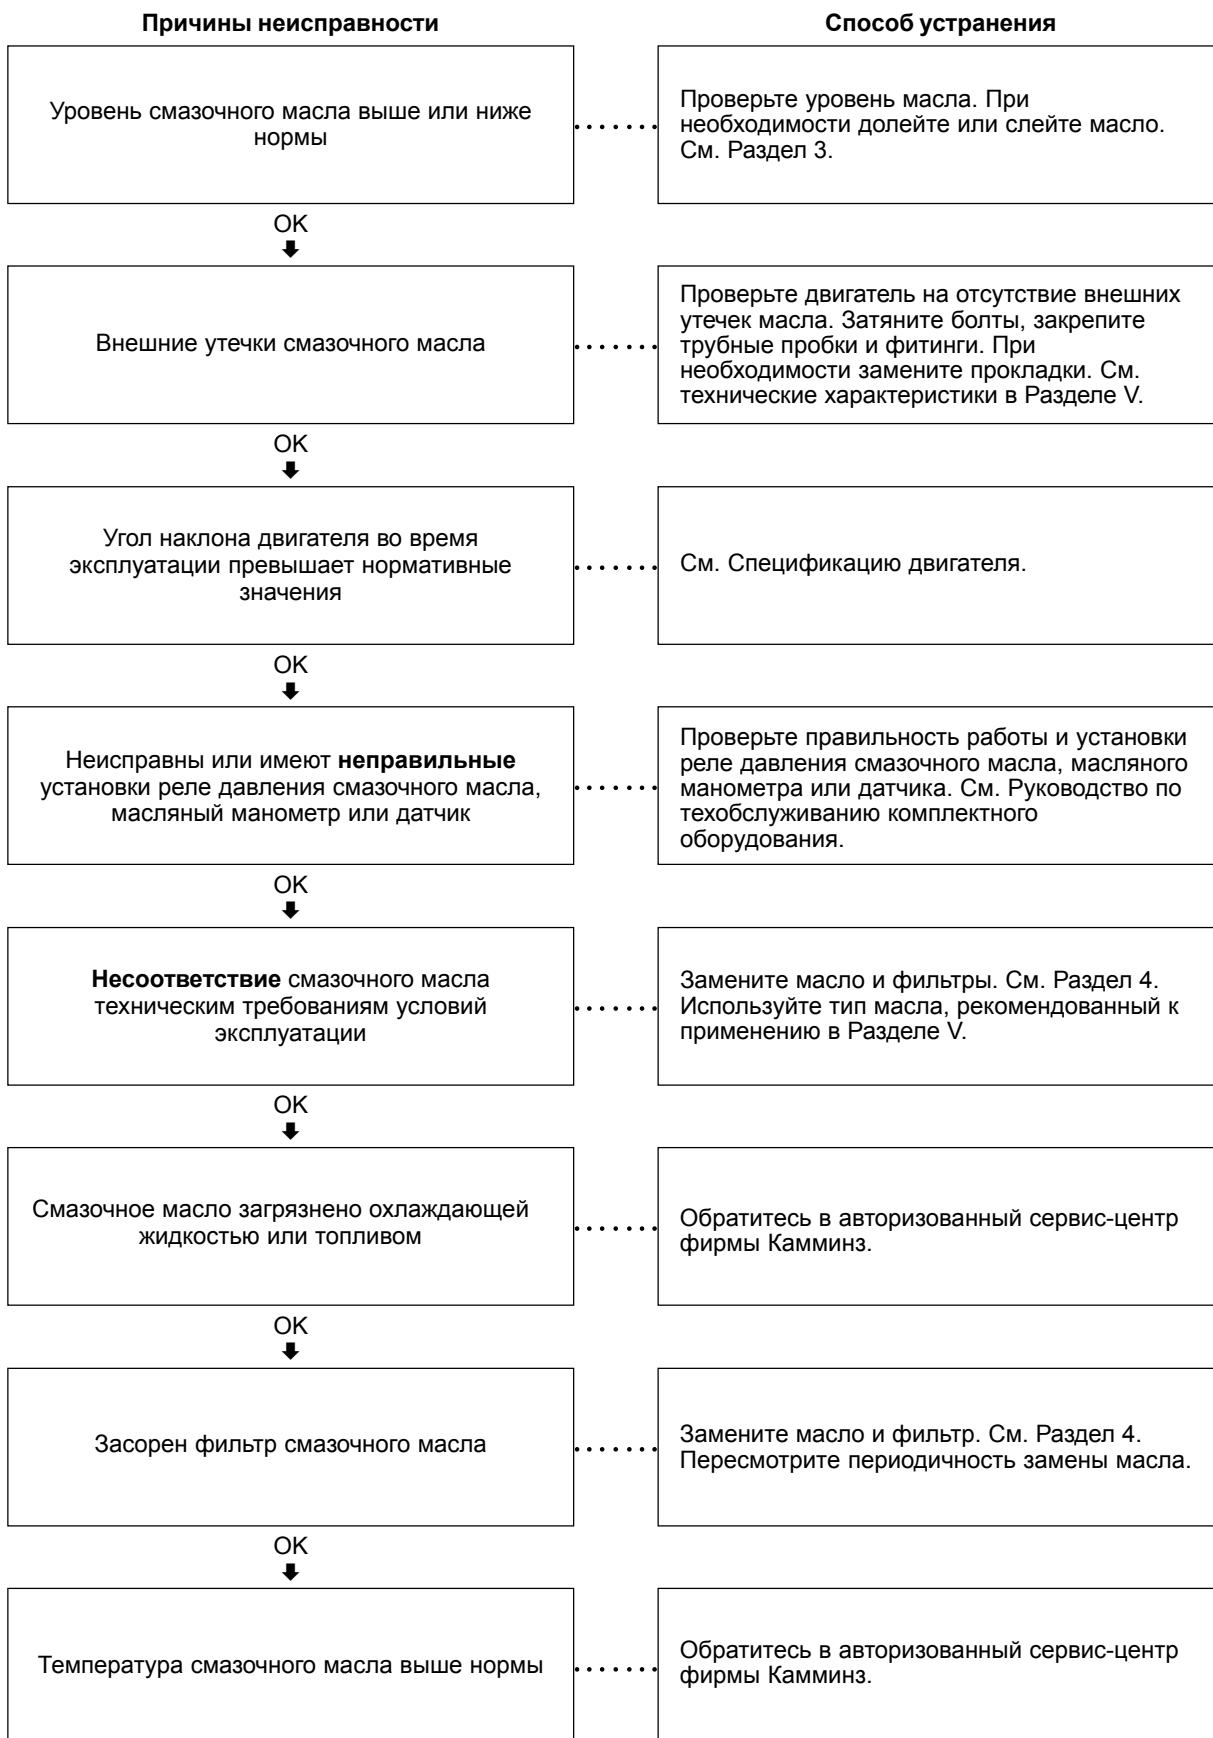 Причины неисправности
Способ устранения
Уровень смазочного масла выше или ниже
нормы
Проверьте уровень масла. При
необходимости долейте или слейте масло.
См. Раздел 3.
OK
Внешние утечки смазочного масла
Проверьте двигатель на отсутствие внешних
утечек масла. Затяните болты, закрепите
трубные пробки и фитинги. При
необходимости замените прокладки. См.
технические характеристики в Разделе V.
OK
Угол наклона двигателя во время
эксплуатации превышает нормативные
значения
См. Спецификацию двигателя.
OK
Неисправны или имеют неправильные
установки реле давления смазочного масла,
масляный манометр или датчик
Проверьте правильность работы и установки
реле давления смазочного масла, масляного
манометра или датчика. См. Руководство по
техобслуживанию комплектного
оборудования.
OK
Несоответствие смазочного масла
техническим требованиям условий
эксплуатации
Замените масло и фильтры. См. Раздел 4.
Используйте тип масла, рекомендованный к
применению в Разделе V.
OK
Смазочное масло загрязнено охлаждающей
жидкостью или топливом
Обратитесь в авторизованный сервис-центр
фирмы Камминз.
OK
Засорен фильтр смазочного масла
Замените масло и фильтр. См. Раздел 4.
Пересмотрите периодичность замены масла.
OK
Температура смазочного масла выше нормы
Обратитесь в авторизованный сервис-центр
фирмы Камминз.